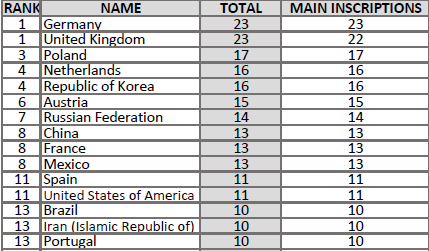 RANK NAME TOTAL MAIN INSCRIPTIONS
1 Germany 23 23
1 United Kingdom 23 22
3 Poland 17 17
4 Netherlands 16 16
4 Republic of Korea 16 16
6 Austria 15 15
7 Russian Federation 14 14
8 China 13 13
8 France 13 13
8 Mexico 13 13
11 Spain 11 11
11 United States of America 11 11
13 Brazil 10 10
13 Iran (Islamic Republic of) 10 10
13 Portugal 10 10